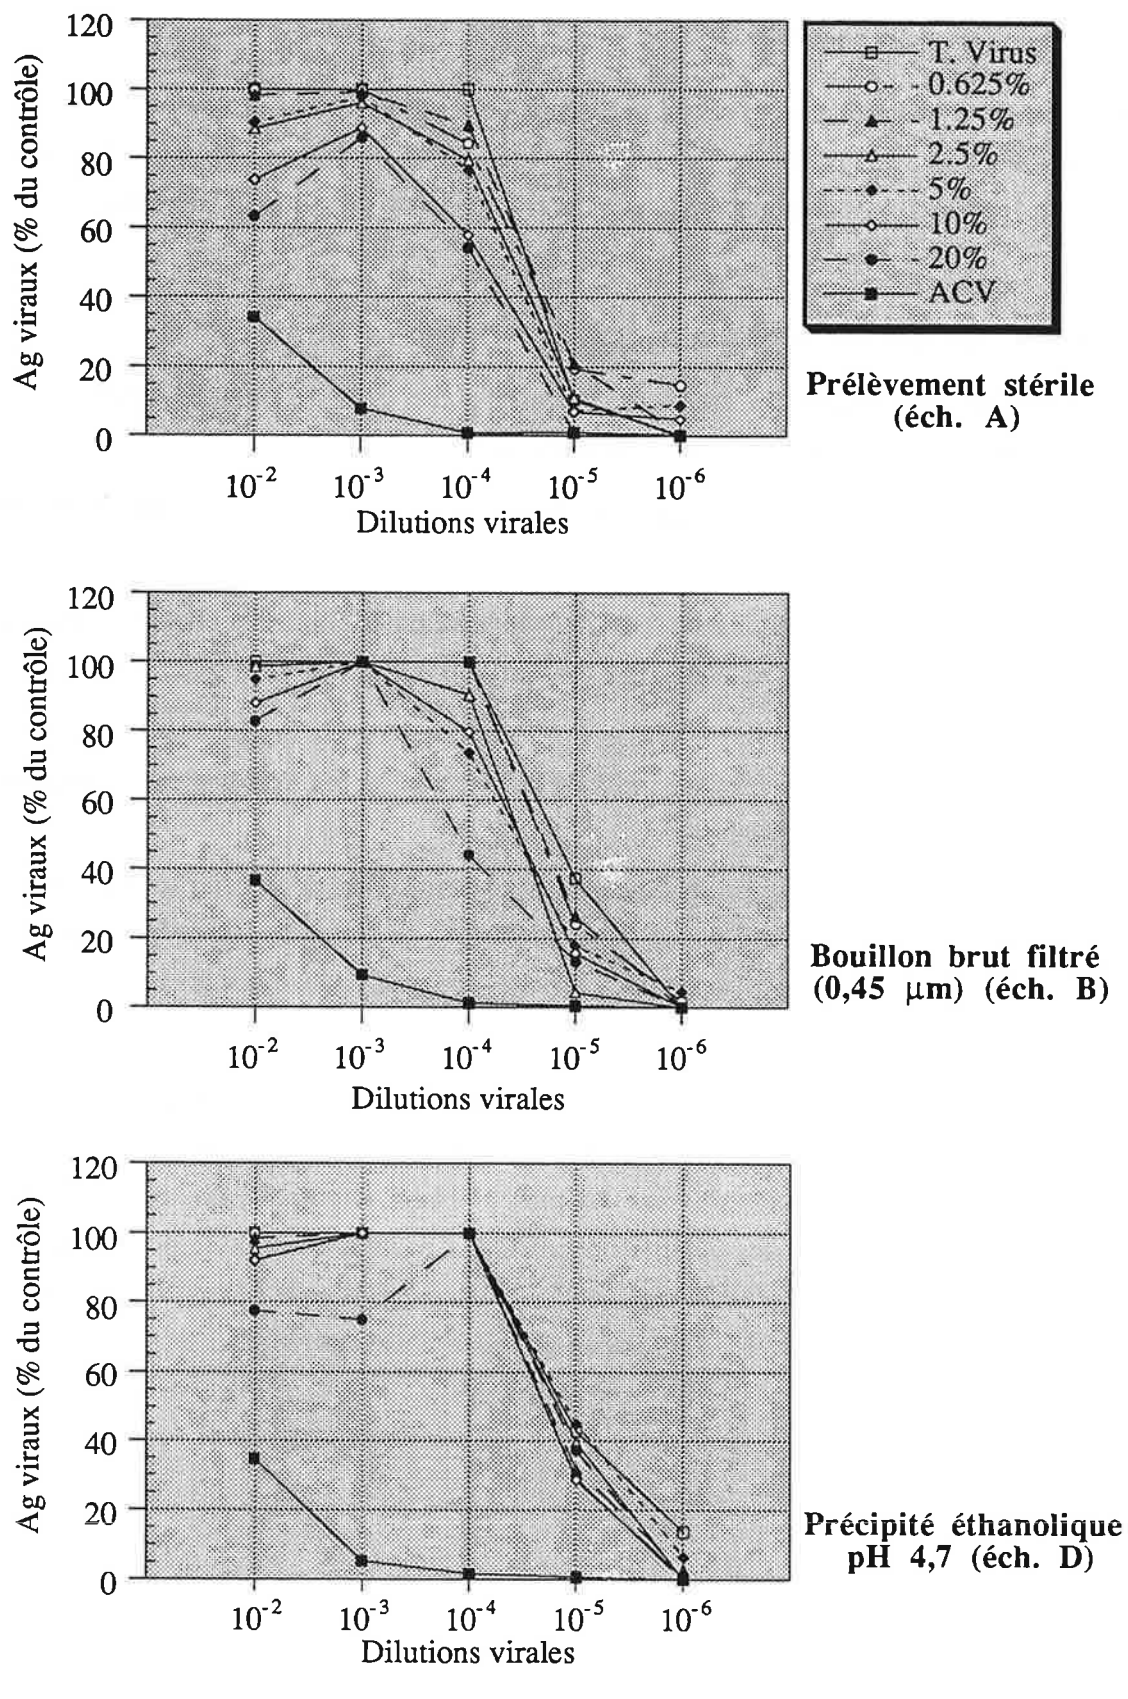 120
100
80
60
40
20
0
Ag viraux (% du contrôle)
10-2 10-3 10-4 10-5 10-6
Dilutions virales
T. Virus
0.625%
1.25%
2.5%
5%
10%
20%
ACV
Prélèvement stérile
(éch. A)
120
100
80
60
40
20
0
Ag viraux (% du contrôle)
10-2 10-3 10-4 10-5 10-6
Dilutions virales
Bouillon brut filtré
(0,45 µm) (éch. B)
120
100
80
60
40
20
0
Ag viraux (% du contrôle)
10-2 10-3 10-4 10-5 10-6
Dilutions virales
Précipité éthanolique
pH 4,7 (éch. D)